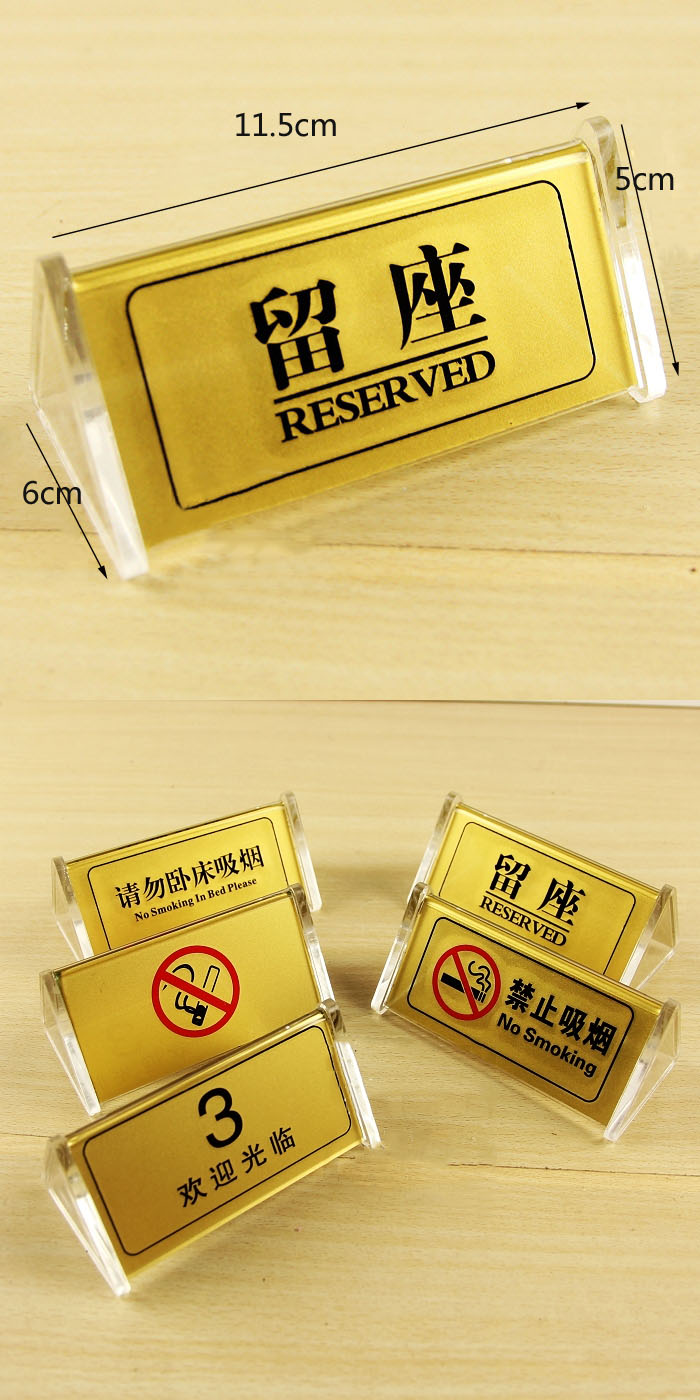 11.5cm
5cm
留座
RESERVED
6cm
请勿卧床吸烟
No Smoking In Bed Please
留座
RESERVED
禁止吸烟
No Smoking
3
欢迎光临